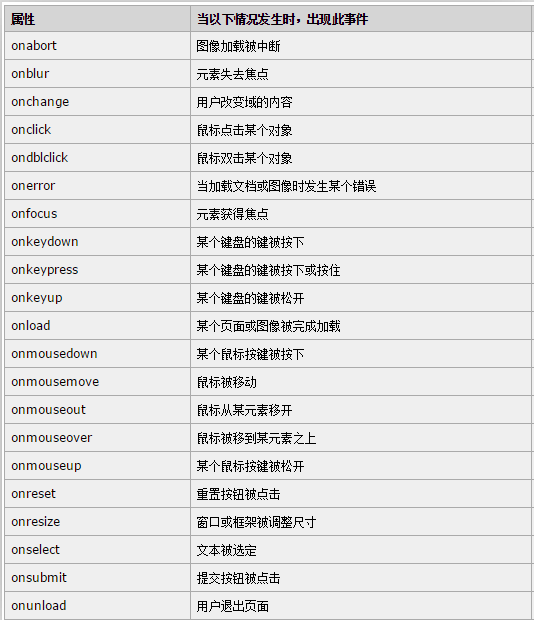 属性 当以下情况发生时，出现此事件
onabort 图像加载被中断
onblur 元素失去焦点
onchange 用户改变域的内容
onclick 鼠标点击某个对象
ondblclick 鼠标双击某个对象
onerror 当加载文档或图像时发生某个错误
onfocus 元素获得焦点
onkeydown 某个键盘的键被按下
onkeypress 某个键盘的键被按下或按住
onkeyup 某个键盘的键被松开
onload 某个页面或图像被完成加载
onmousedown 某个鼠标按键被按下
onmousemove 鼠标被移动
onmouseout 鼠标从某元素移开
onmouseover 鼠标被移到某元素之上
onmouseup 某个鼠标按键被松开
onreset 重置按钮被点击
onresize 窗口或框架被调整尺寸
onselect 文本被选定
onsubmit 提交按钮被点击
onunload 用户退出页面